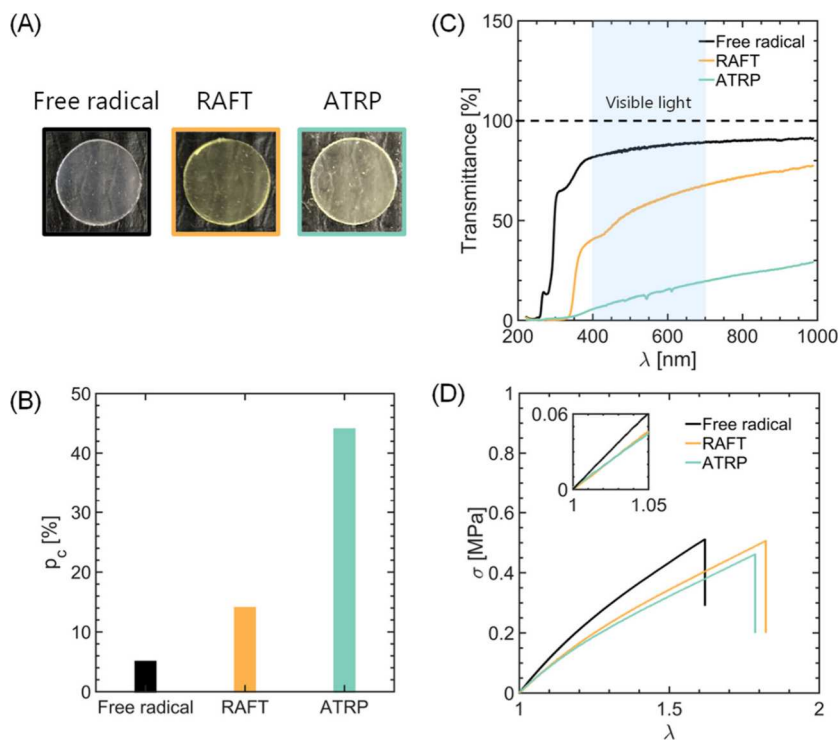 (A)
Free radical RAFT ATRP
(B)
p_c [%]
50
40
30
20
10
0
Free radical RAFT ATRP
(C)
Transmittance [%]
150
100
50
0
Free radical
RAFT
ATRP
Visible light
200 400 600 800 1000
λ [nm]
(D)
σ [MPa]
1
0.8
0.6
0.4
0.2
0
0.06
0
1 1.05
Free radical
RAFT
ATRP
1 1.5 2
λ